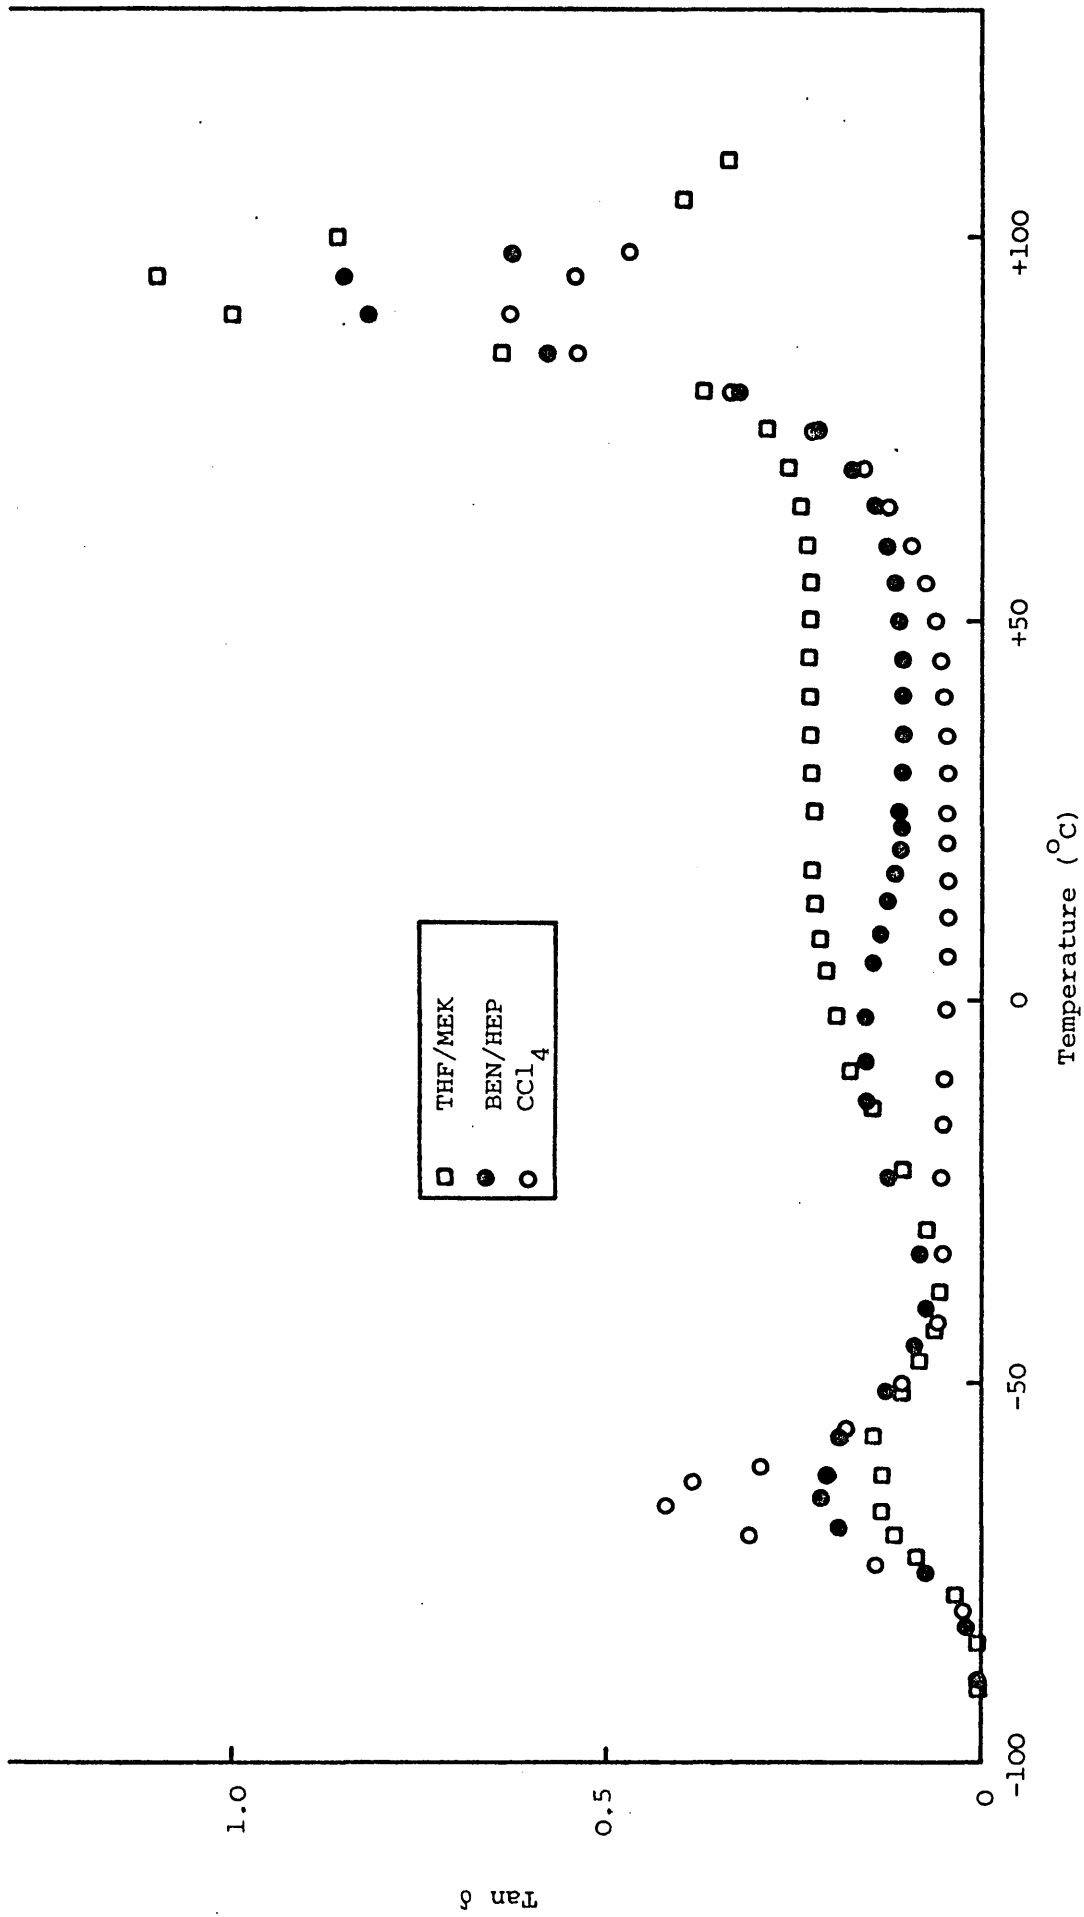 Tan δ
1.0
0.5
0
THF/MEK
BEN/HEP
CCl4
-100
-50
0
+50
+100
Temperature (°C)